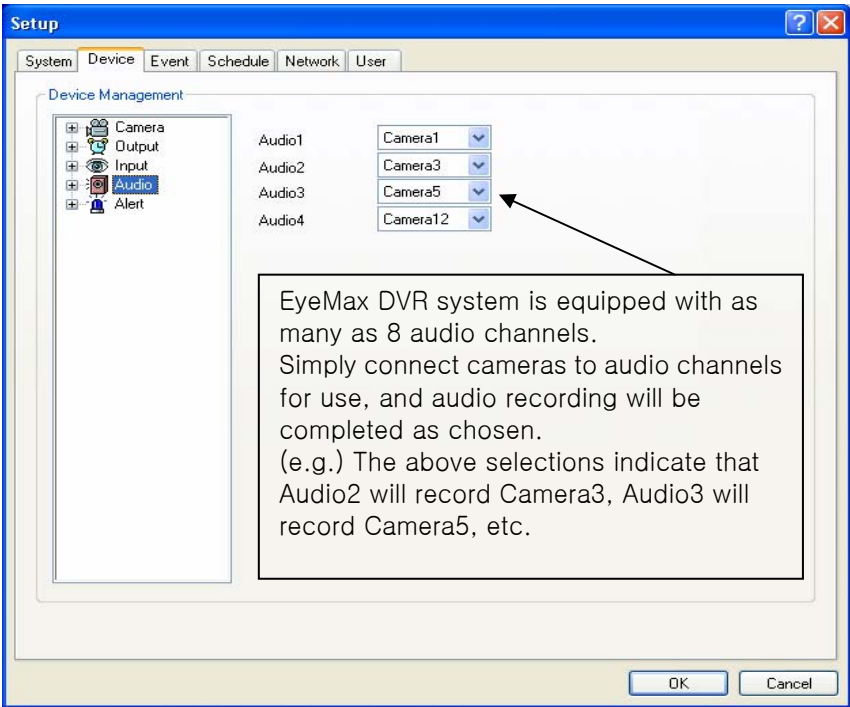 Setup
System Device Event Schedule Network User
Device Management
Camera
Output
Input
Audio
Alert
Audio1 Camera1
Audio2 Camera3
Audio3 Camera5
Audio4 Camera12
EyeMax DVR system is equipped with as
many as 8 audio channels.
Simply connect cameras to audio channels
for use, and audio recording will be
completed as chosen.
(e.g.) The above selections indicate that
Audio2 will record Camera3, Audio3 will
record Camera5, etc.
OK Cancel